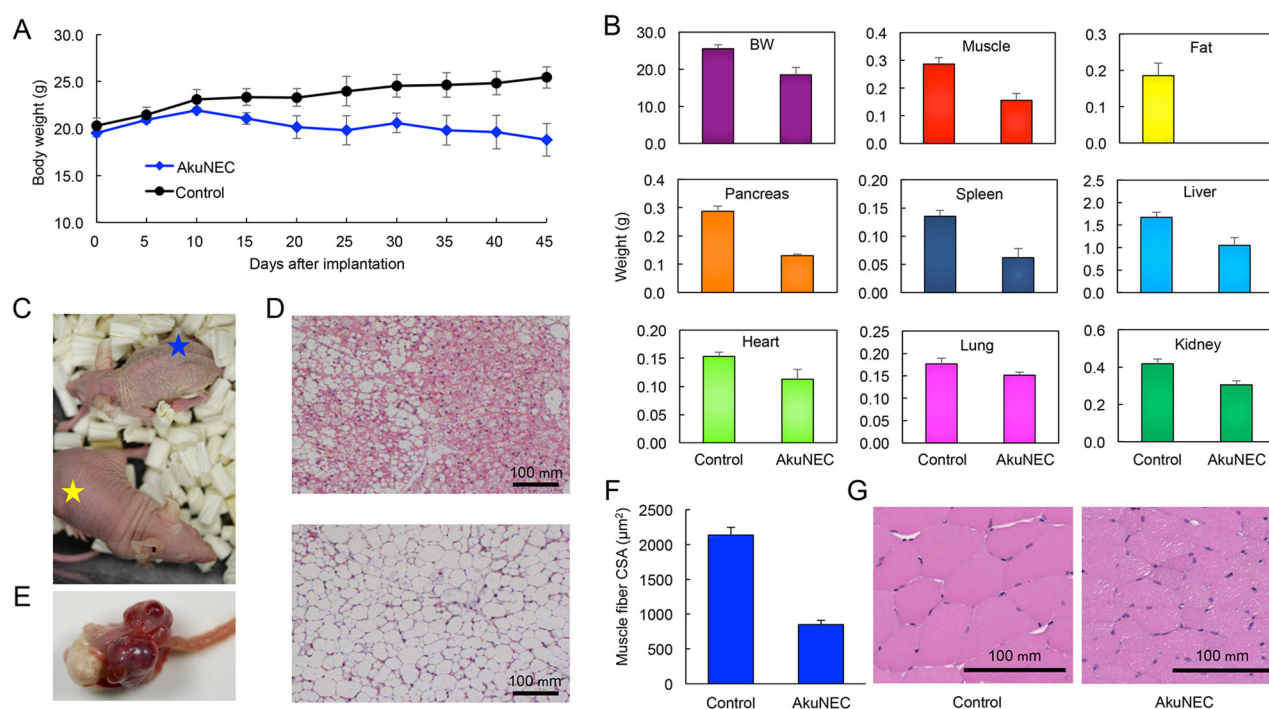 A
Body weight (g)
30.0
25.0
20.0
15.0
10.0
AkuNEC
Control
0 5 10 15 20 25 30 35 40 45
Days after implantation
B
Weight (g)
BW
30.0
20.0
10.0
0.0
Muscle
0.4
0.3
0.2
0.1
0.0
Fat
0.3
0.2
0.1
0.0
Pancreas
0.4
0.3
0.2
0.1
0.0
Spleen
0.20
0.15
0.10
0.05
0.00
Liver
2.5
2.0
1.5
1.0
0.5
0.0
Heart
0.20
0.15
0.10
0.05
0.00
Lung
0.25
0.20
0.15
0.10
0.05
0.00
Kidney
0.6
0.4
0.2
0.0
Control AkuNEC
Control AkuNEC
Control AkuNEC
C
D
100 mm
100 mm
E
F
Muscle fiber CSA (µm²)
2500
2000
1500
1000
500
0
Control AkuNEC
G
100 mm
100 mm
Control
AkuNEC